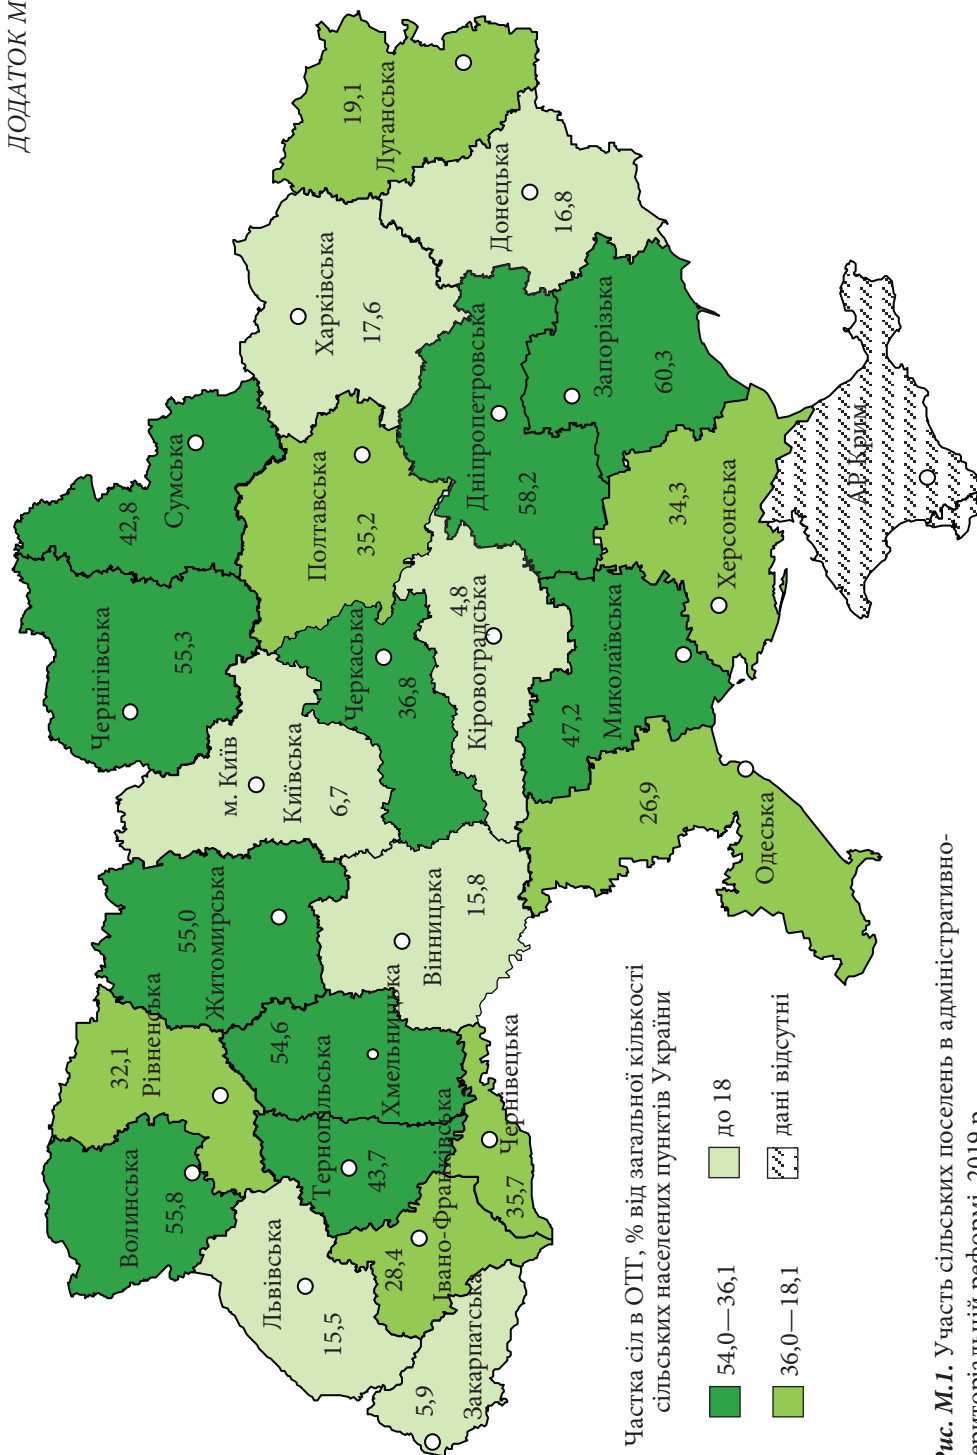 ДОДАТОК М
Волинська
55,8
32,1
Рівненська
55,0
Житомирська
Чернігівська
55,3
42,8
Сумська
м. Київ
Київська
6,7
Львівська
15,5
Тернопільська
43,7
54,6
Хмельницька
Вінницька
15,8
Черкаська
36,8
Полтавська
35,2
Харківська
17,6
19,1
Луганська
5,9
Закарпатська
28,4
Івано-Франківська
35,7
Чернівецька
4,8
Кіровоградська
Дніпропетровська
58,2
Донецька
16,8
26,9
Одеська
47,2
Миколаївська
34,3
Херсонська
Запорізька
60,3
АР Крим
Частка сіл в ОТГ, % від загальної кількості
сільських населених пунктів України
54,0—36,1
до 18
36,0—18,1
дані відсутні
Рис. М.1. Участь сільських поселень в адміністративно-
територіальній реформі, 2019 р.